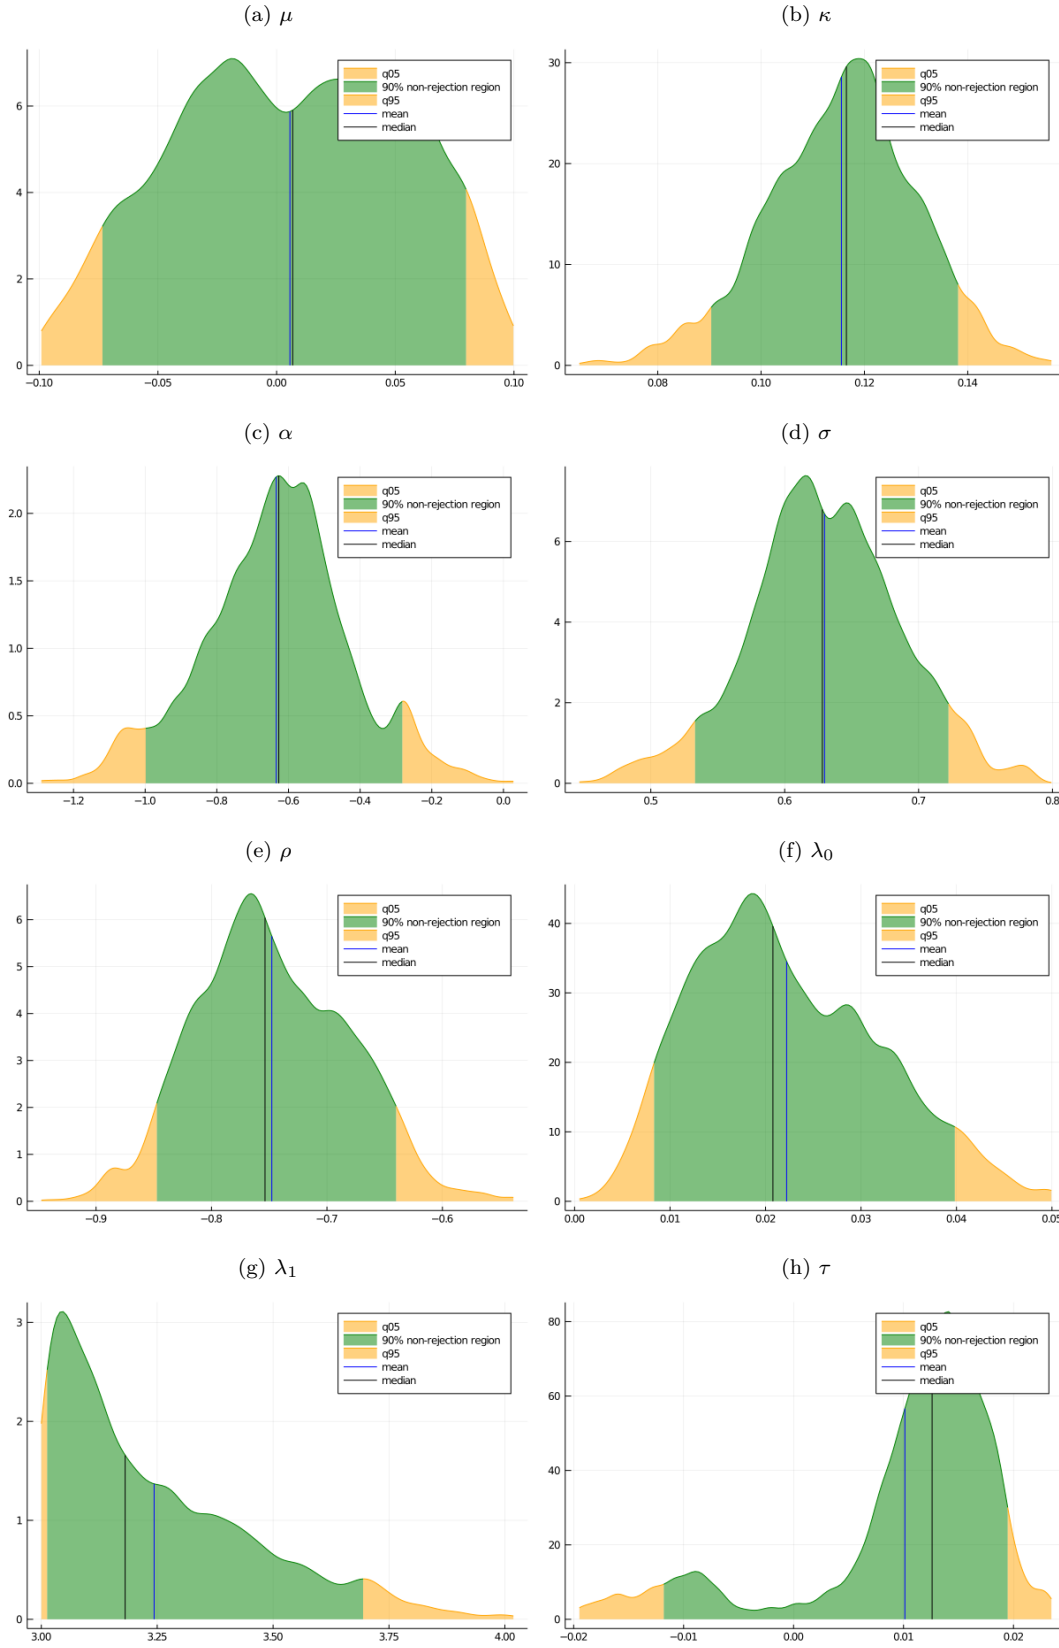 (a) μ
6
4
2
0
−0.10
−0.05
0.00
0.05
0.10
q05
90% non-rejection region
q95
mean
median
(b) κ
30
20
10
0
0.08
0.10
0.12
0.14
q05
90% non-rejection region
q95
mean
median
(c) α
2.0
1.5
1.0
0.5
0.0
−1.2
−1.0
−0.8
−0.6
−0.4
−0.2
0.0
q05
90% non-rejection region
q95
mean
median
(d) σ
6
4
2
0
0.5
0.6
0.7
0.8
q05
90% non-rejection region
q95
mean
median
(e) ρ
6
5
4
3
2
1
0
−0.9
−0.8
−0.7
−0.6
q05
90% non-rejection region
q95
mean
median
(f) λ0
40
30
20
10
0
0.00
0.01
0.02
0.03
0.04
0.05
q05
90% non-rejection region
q95
mean
median
(g) λ1
3
2
1
0
3.00
3.25
3.50
3.75
4.00
q05
90% non-rejection region
q95
mean
median
(h) τ
80
60
40
20
0
−0.02
−0.01
0.00
0.01
0.02
q05
90% non-rejection region
q95
mean
median